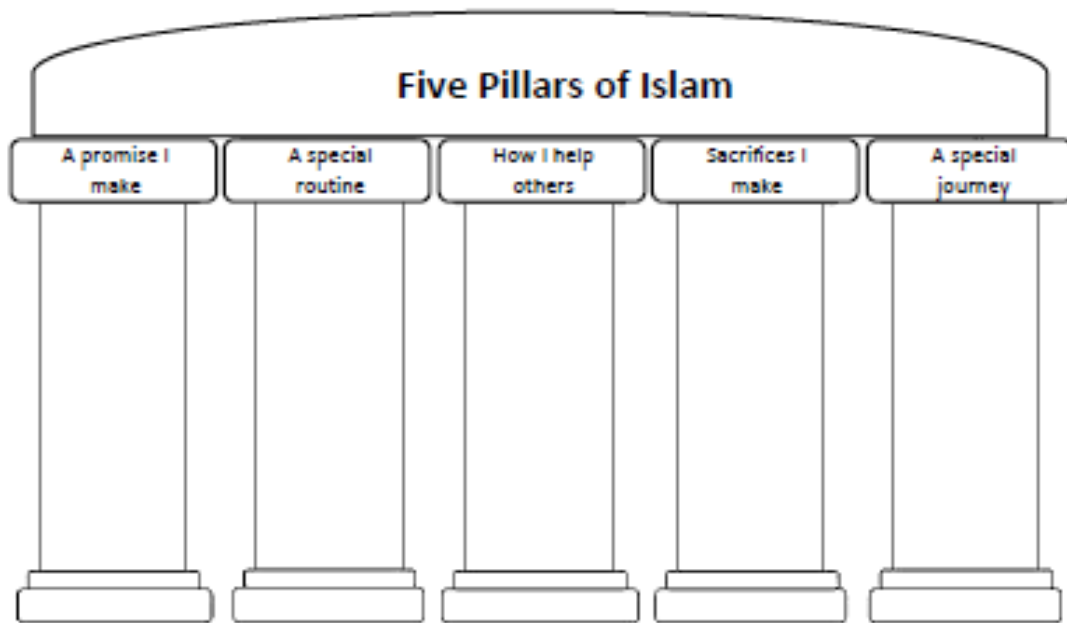 Five Pillars of Islam
A promise I
make
A special
routine
How I help
others
Sacrifices I
make
A special
journey